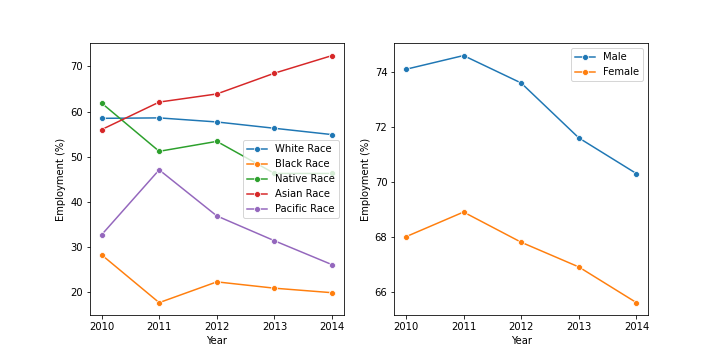 70
60
50
40
30
20
Employment (%)
2010 2011 2012 2013 2014
Year
White Race
Black Race
Native Race
Asian Race
Pacific Race
74
72
70
68
66
Employment (%)
2010 2011 2012 2013 2014
Year
Male
Female